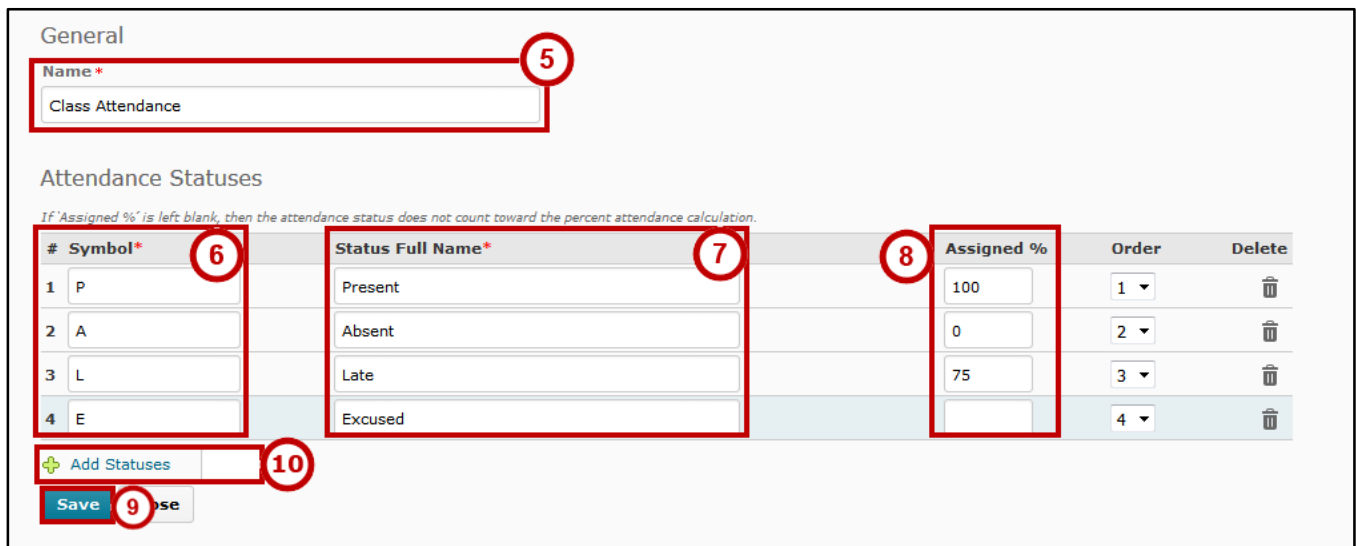 General
5
Name *
Class Attendance
Attendance Statuses
If 'Assigned %' is left blank, then the attendance status does not count toward the percent attendance calculation.
# Symbol* 6 Status Full Name* 7 8 Assigned % Order Delete
1 P Present 100 1
2 A Absent 0 2
3 L Late 75 3
4 E Excused 4
Add Statuses 10
Save 9